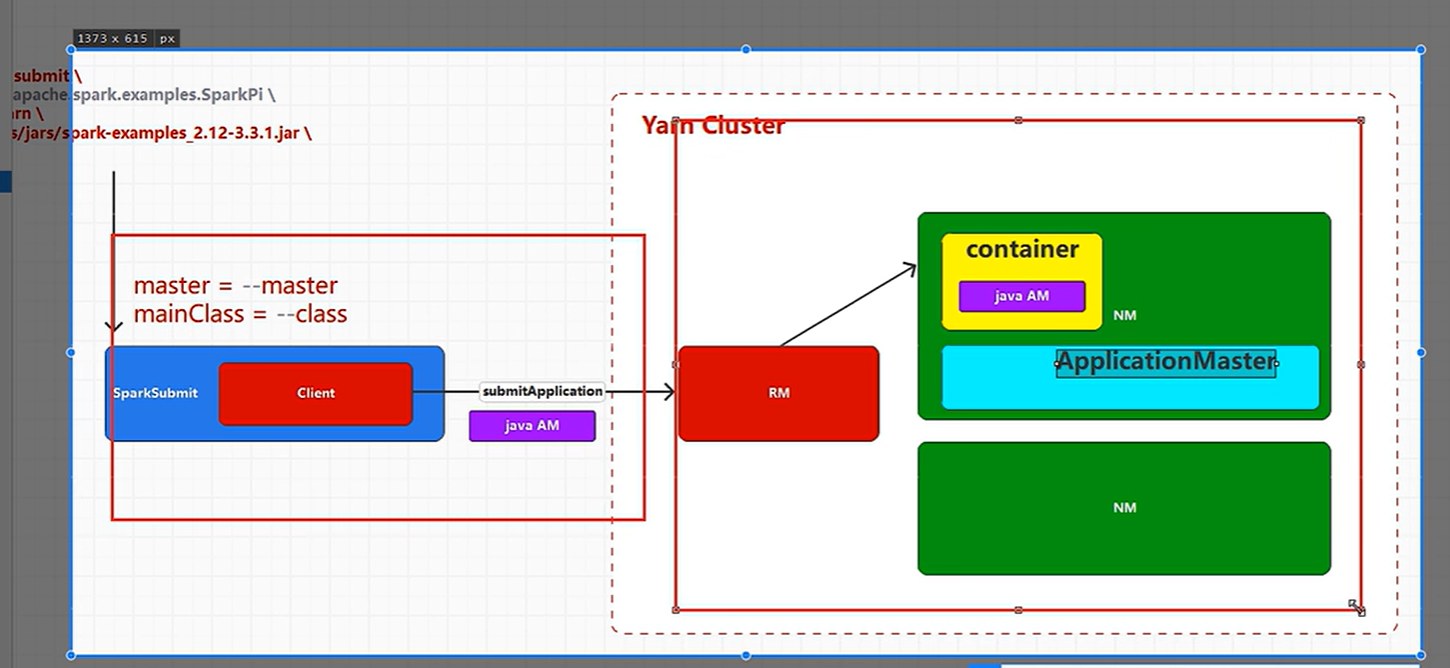 1373 x 615 px
submit \
apache.spark.examples.SparkPi \
arn \
s/jars/spark-examples_2.12-3.3.1.jar \
Yarn Cluster
master = --master
mainClass = --class
container
java AM
NM
ApplicationMaster
SparkSubmit
Client
submitApplication
java AM
RM
NM